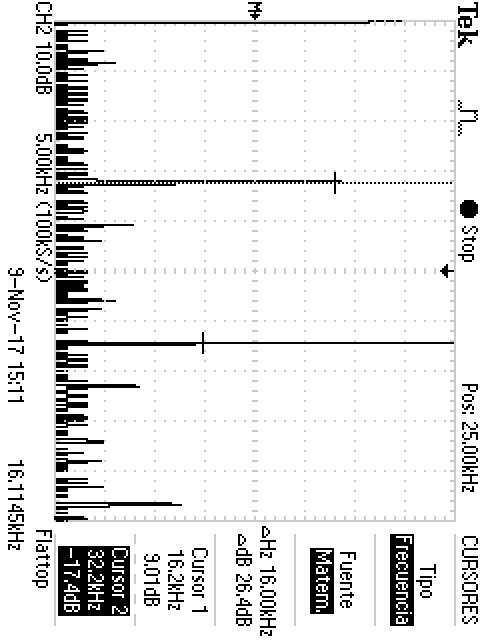 Tek
Stop
Pos: 25.00kHz
CURSORES
Tipo
Frecuencia
Fuente
Matem.
ΔHz 16.00kHz
ΔdB 26.4dB
Cursor 1
16.2kHz
9.01dB
Cursor 2
32.2kHz
-17.4dB
M
CH2 10.0dB
5.00kHz (100kS/s)
Flattop
9-Nov-17 15:11
16.1145kHz